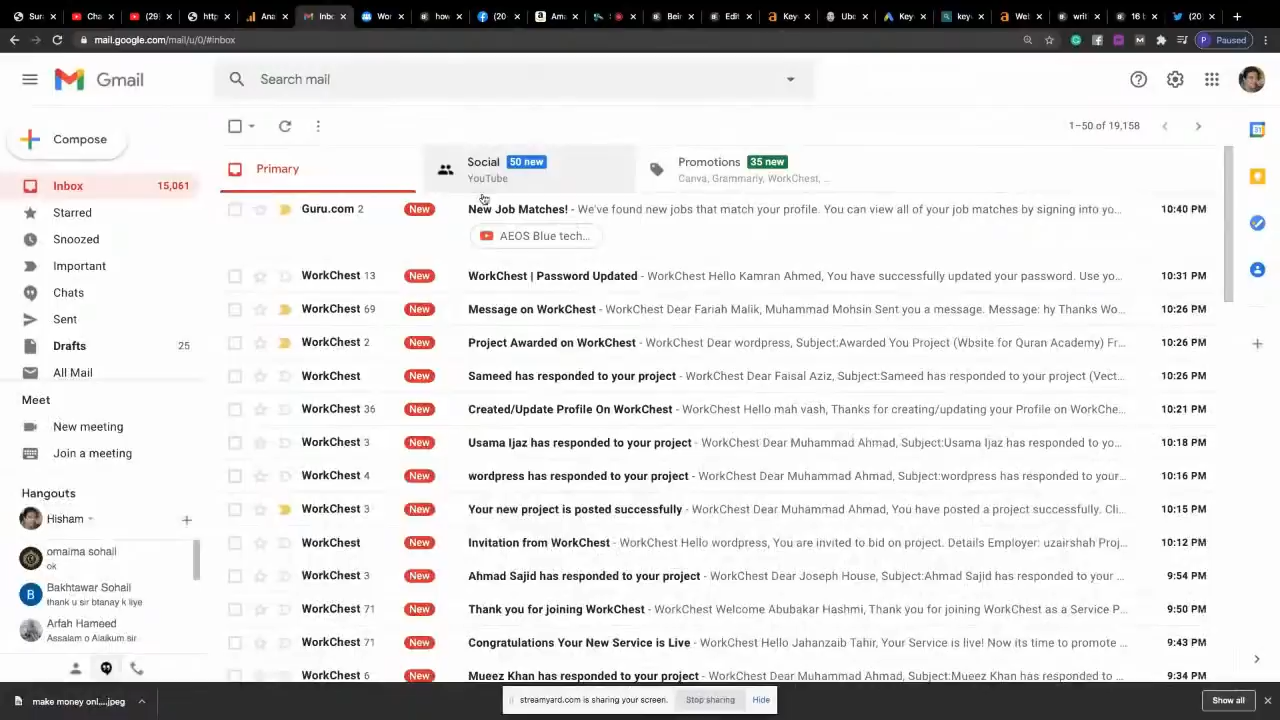 Sur
(2
(29
http
Ana
Inbo
Wor
how
(20
Ama
Bei
Edit
Key
Ubo
Key
key
Wel
writ
16 b
(20
mail.google.com/mail/u/0/#inbox
P Paused
Gmail
Search mail
Compose
1–50 of 19,158
Primary
Social 50 new
YouTube
Promotions 35 new
Canva, Grammarly, WorkChest, ...
Inbox 15,061
Starred
Snoozed
Important
Chats
Sent
Drafts 25
All Mail
Meet
New meeting
Join a meeting
Hangouts
Hisham
omaima sohail
ok
B Bakhtawar Sohail
thank u sir btanay k liye
Arfah Hameed
Assalam o Alaikum sir
Guru.com 2 New New Job Matches! - We've found new jobs that match your profile. You can view all of your job matches by signing into yo... 10:40 PM
AEOS Blue tech...
WorkChest 13 New WorkChest | Password Updated - WorkChest Hello Kamran Ahmed, You have successfully updated your password. Use yo... 10:31 PM
WorkChest 69 New Message on WorkChest - WorkChest Dear Fariah Malik, Muhammad Mohsin Sent you a message. Message: hy Thanks Wo... 10:26 PM
WorkChest 2 New Project Awarded on WorkChest - WorkChest Dear wordpress, Subject:Awarded You Project (Wbsite for Quran Academy) Fr... 10:26 PM
WorkChest New Sameed has responded to your project - WorkChest Dear Faisal Aziz, Subject:Sameed has responded to your project (Vect... 10:26 PM
WorkChest 36 New Created/Update Profile On WorkChest - WorkChest Hello mah vash, Thanks for creating/updating your Profile on WorkChe... 10:21 PM
WorkChest 3 New Usama Ijaz has responded to your project - WorkChest Dear Muhammad Ahmad, Subject:Usama Ijaz has responded to yo... 10:18 PM
WorkChest 4 New wordpress has responded to your project - WorkChest Dear Muhammad Ahmad, Subject:wordpress has responded to your... 10:16 PM
WorkChest 3 New Your new project is posted successfully - WorkChest Dear Muhammad Ahmad, You have posted a project successfully. Cli... 10:15 PM
WorkChest New Invitation from WorkChest - WorkChest Hello wordpress, You are invited to bid on project. Details Employer: uzairshah Proj... 10:12 PM
WorkChest 3 New Ahmad Sajid has responded to your project - WorkChest Dear Joseph House, Subject:Ahmad Sajid has responded to your ... 9:54 PM
WorkChest 71 New Thank you for joining WorkChest - WorkChest Welcome Abubakar Hashmi, Thank you for joining WorkChest as a Service P... 9:50 PM
WorkChest 71 New Congratulations Your New Service is Live - WorkChest Hello Jahanzaib Tahir, Your Service is live! Now its time to promote ... 9:43 PM
WorkChest 6 New Mueez Khan has responded to your project - WorkChest Dear Muhammad Ahmad, Subject:Mueez Khan has responded to y... 9:34 PM
make money onl....jpeg
streamyard.com is sharing your screen. Stop sharing Hide
Show all